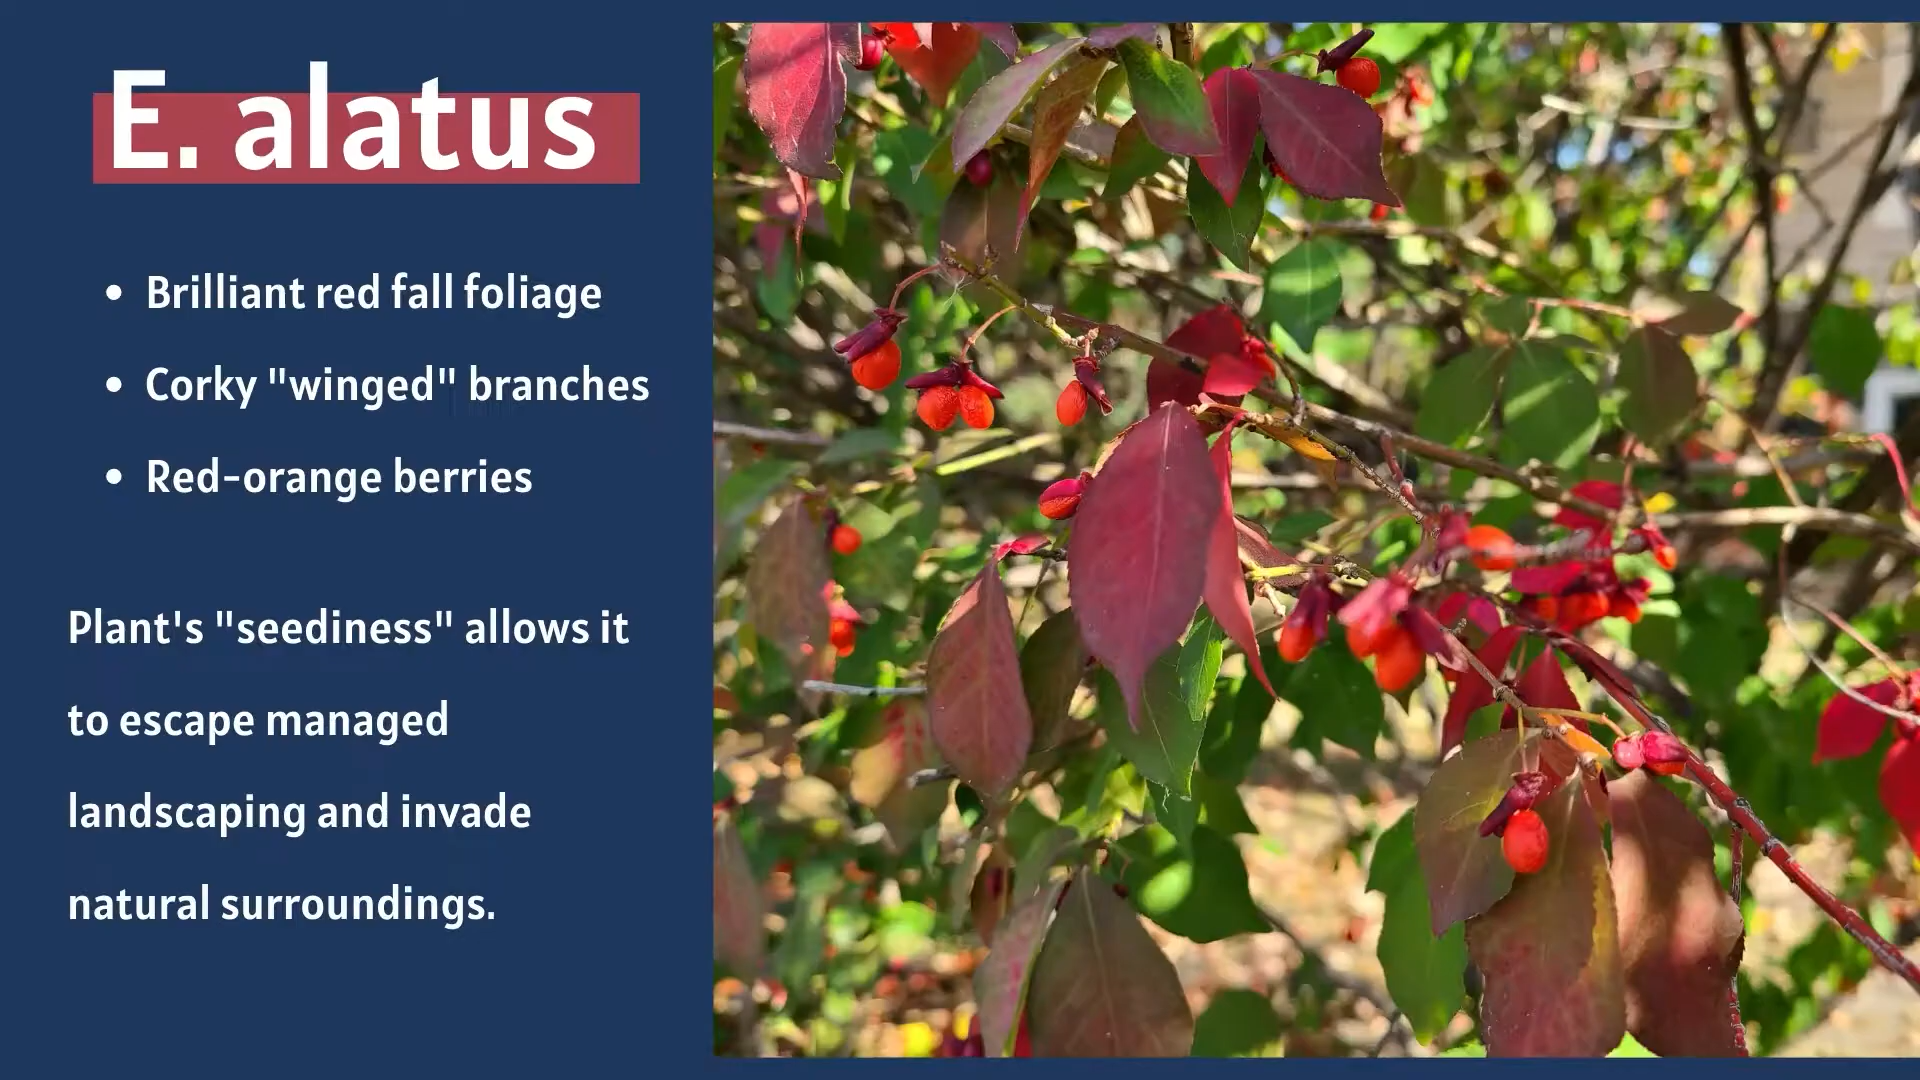 E. alatus
• Brilliant red fall foliage
• Corky "winged" branches
• Red-orange berries
Plant's "seediness" allows it
to escape managed
landscaping and invade
natural surroundings.